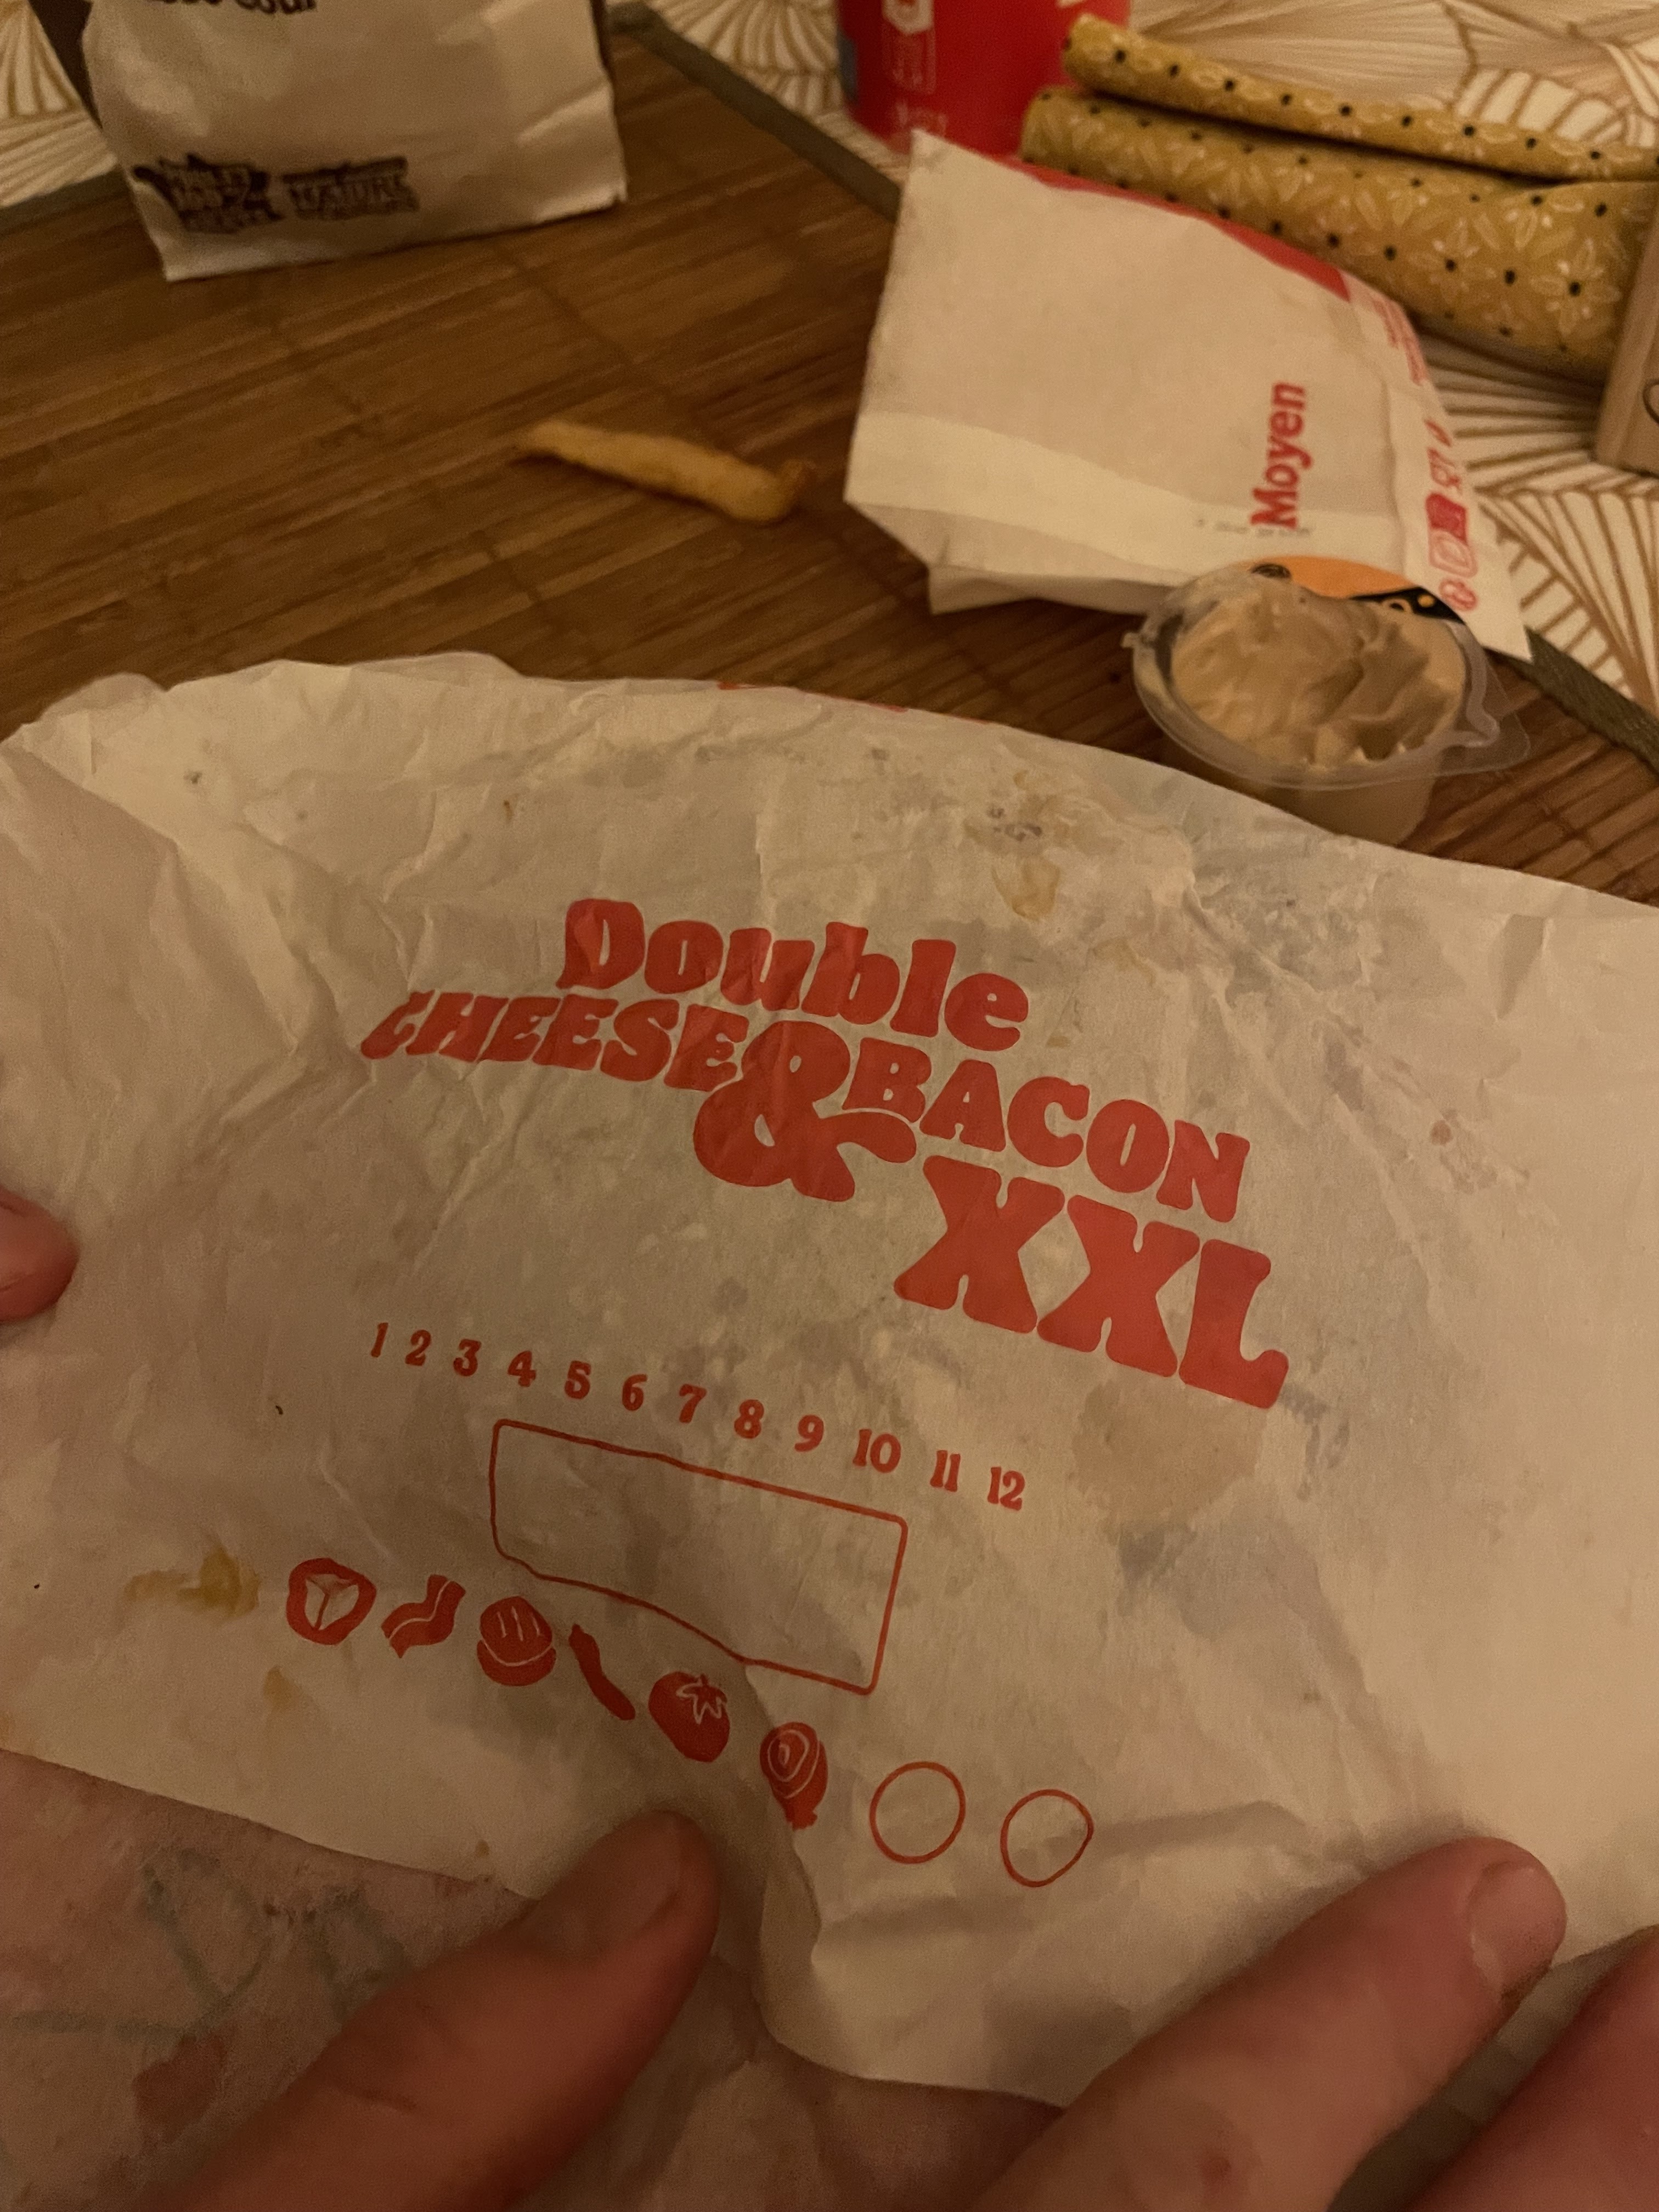 Moyen
Double
CHEESE & BACON
XXL
1 2 3 4 5 6 7 8 9 10 11 12